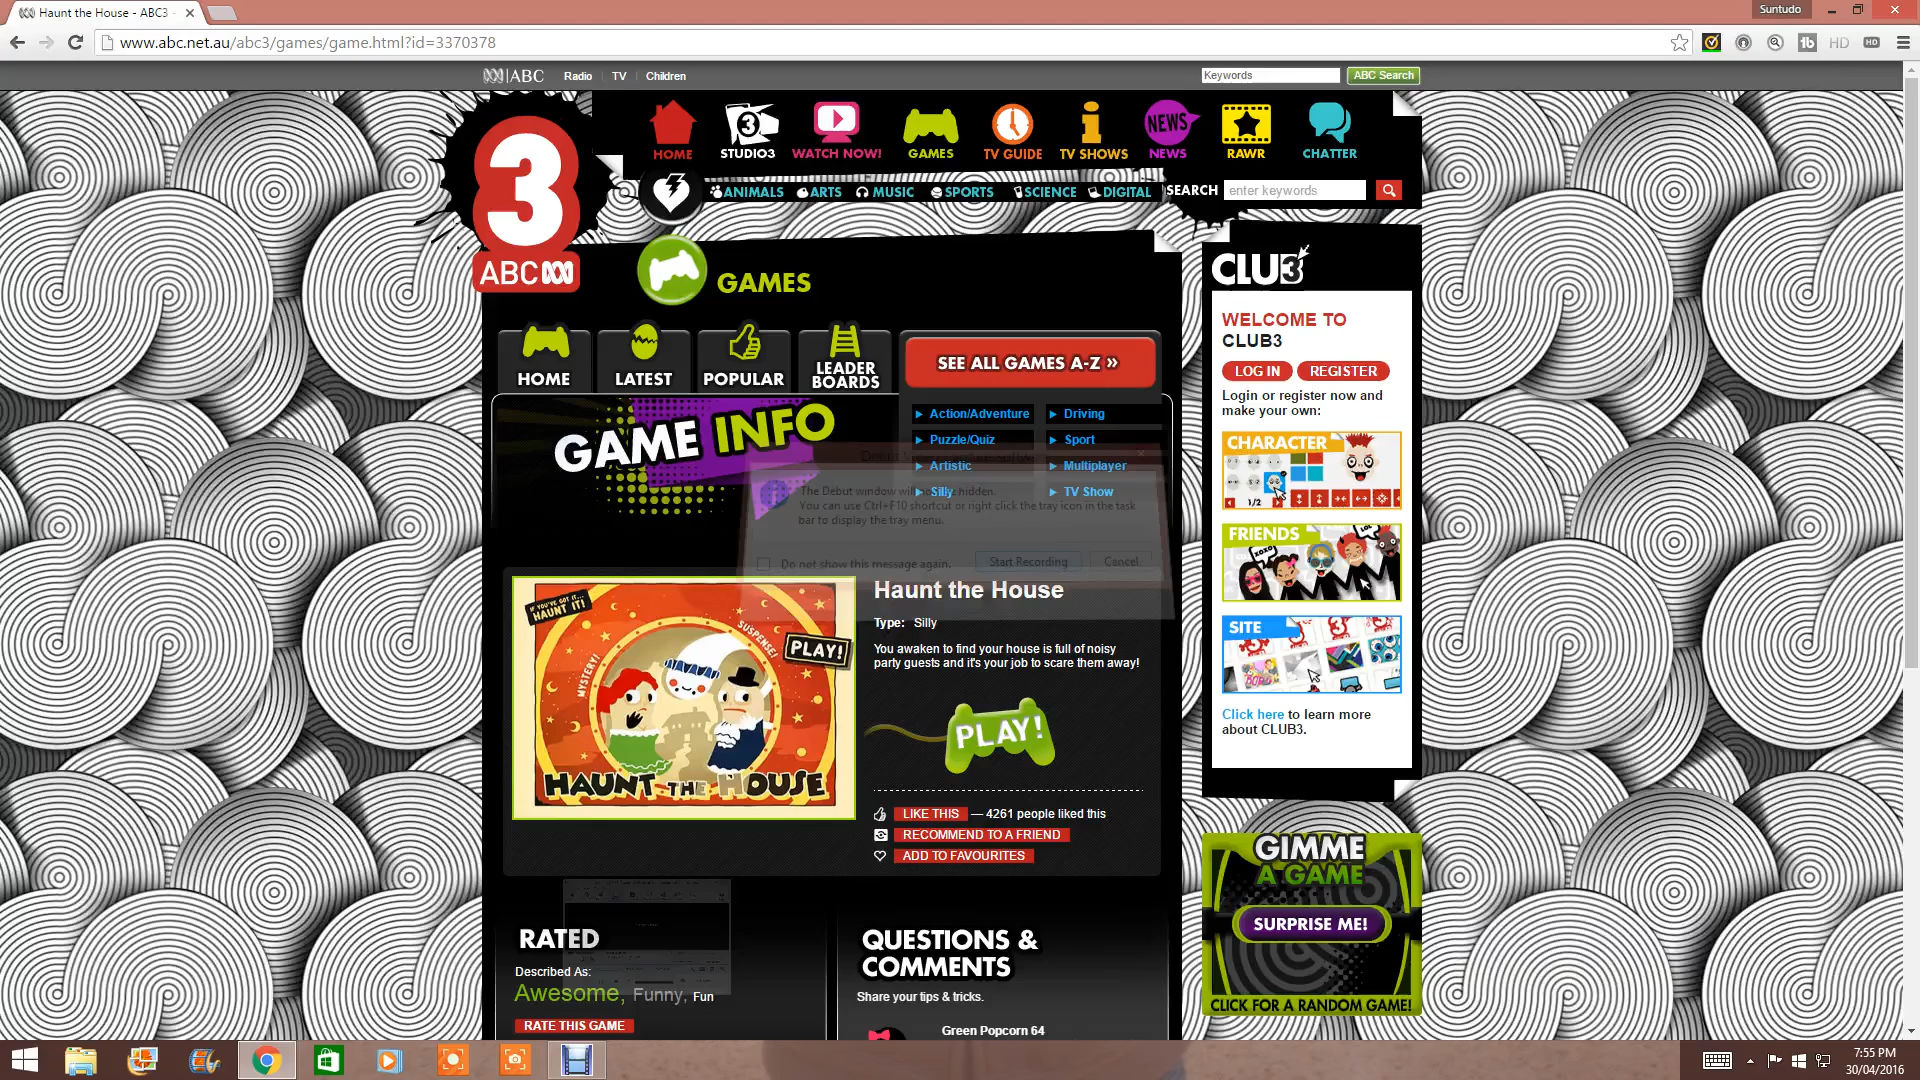 Haunt the House - ABC3 -
Suntudo
www.abc.net.au/abc3/games/game.html?id=3370378
HD
HD
ABC
Radio
TV
Children
Keywords
ABC Search
3
ABC
HOME
STUDIO3
WATCH NOW!
GAMES
TV GUIDE
TV SHOWS
NEWS
NEWS
RAWR
CHATTER
ANIMALS
ARTS
MUSIC
SPORTS
SCIENCE
DIGITAL
SEARCH
enter keywords
GAMES
HOME
LATEST
POPULAR
LEADER
BOARDS
SEE ALL GAMES A-Z »
Action/Adventure
Driving
Puzzle/Quiz
Sport
Artistic
Multiplayer
Silly
TV Show
GAME INFO
The Debut window will hidden.
You can use Ctrl+F10 shortcut or right click the tray icon in the task
bar to display the tray menu.
Do not show this message again.
Start Recording
Cancel
IF YOU'VE GOT IT...
HAUNT IT!
MYSTERY!
SUSPENSE!
PLAY!
HAUNT THE HOUSE
Haunt the House
Type: Silly
You awaken to find your house is full of noisy
party guests and it's your job to scare them away!
PLAY!
LIKE THIS — 4261 people liked this
RECOMMEND TO A FRIEND
ADD TO FAVOURITES
RATED
Described As:
Awesome, Funny, Fun
RATE THIS GAME
QUESTIONS &
COMMENTS
Share your tips & tricks.
Green Popcorn 64
CLU3
WELCOME TO
CLUB3
LOG IN
REGISTER
Login or register now and
make your own:
CHARACTER
1/2
FRIENDS
XOXO
LOL
SITE
Click here to learn more
about CLUB3.
GIMME
A GAME
SURPRISE ME!
CLICK FOR A RANDOM GAME!
7:55 PM
30/04/2016